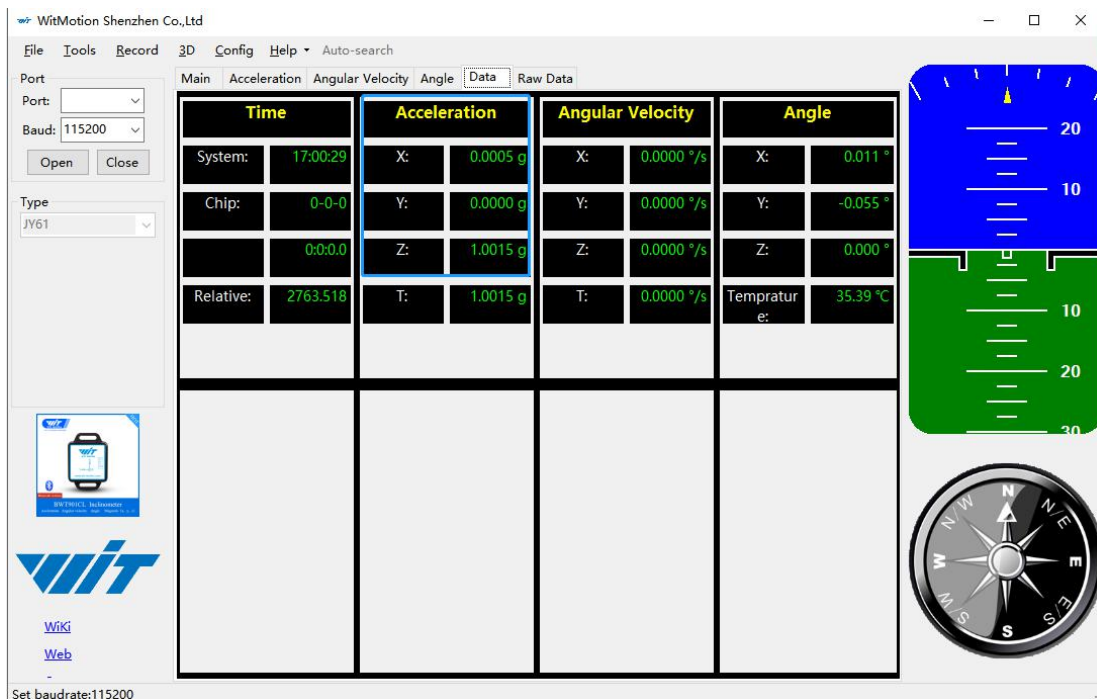 WitMotion Shenzhen Co.,Ltd
File Tools Record 3D Config Help Auto-search
Port
Port:
Baud: 115200
Open Close
Type
JY61
Main Acceleration Angular Velocity Angle Data Raw Data
Time Acceleration Angular Velocity Angle
System: 17:00:29 X: 0.0005 g X: 0.0000 °/s X: 0.011 °
Chip: 0-0-0 Y: 0.0000 g Y: 0.0000 °/s Y: -0.055 °
0:0:0.0 Z: 1.0015 g Z: 0.0000 °/s Z: 0.000 °
Relative: 2763.518 T: 1.0015 g T: 0.0000 °/s Tempratur
e: 35.39 ℃
20
10
10
20
30
WiT
BWT901CL Inclinometer
WiT
N
N/E
E
S/E
S
S/W
W
N/W
WiKi
Web
Set baudrate:115200